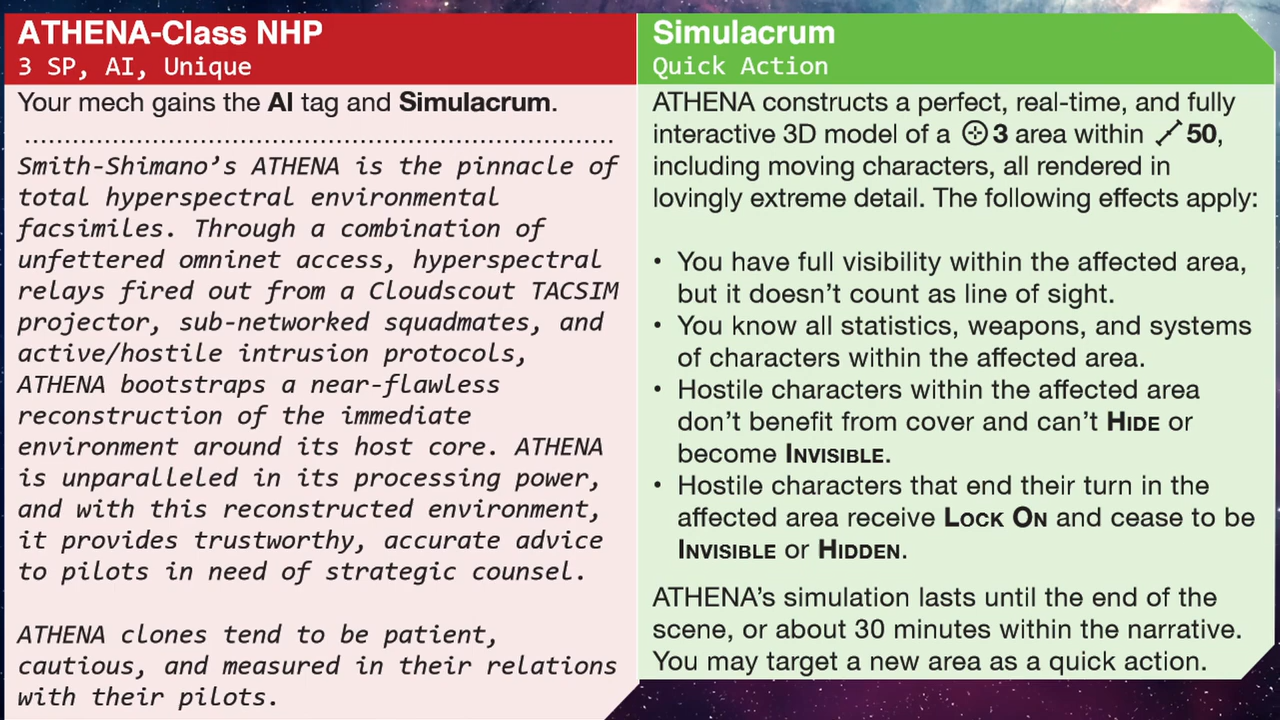 ATHENA-Class NHP
3 SP, AI, Unique
Your mech gains the AI tag and Simulacrum.
Smith-Shimano’s ATHENA is the pinnacle of
total hyperspectral environmental
facsimiles. Through a combination of
unfettered omninet access, hyperspectral
relays fired out from a Cloudscout TACSIM
projector, sub-networked squadmates, and
active/hostile intrusion protocols,
ATHENA bootstraps a near-flawless
reconstruction of the immediate
environment around its host core. ATHENA
is unparalleled in its processing power,
and with this reconstructed environment,
it provides trustworthy, accurate advice
to pilots in need of strategic counsel.
ATHENA clones tend to be patient,
cautious, and measured in their relations
with their pilots.
Simulacrum
Quick Action
ATHENA constructs a perfect, real-time, and fully
interactive 3D model of a 3 area within 50,
including moving characters, all rendered in
lovingly extreme detail. The following effects apply:
• You have full visibility within the affected area,
but it doesn’t count as line of sight.
• You know all statistics, weapons, and systems
of characters within the affected area.
• Hostile characters within the affected area
don’t benefit from cover and can’t HIDE or
become INVISIBLE.
• Hostile characters that end their turn in the
affected area receive LOCK ON and cease to be
INVISIBLE or HIDDEN.
ATHENA’s simulation lasts until the end of the
scene, or about 30 minutes within the narrative.
You may target a new area as a quick action.